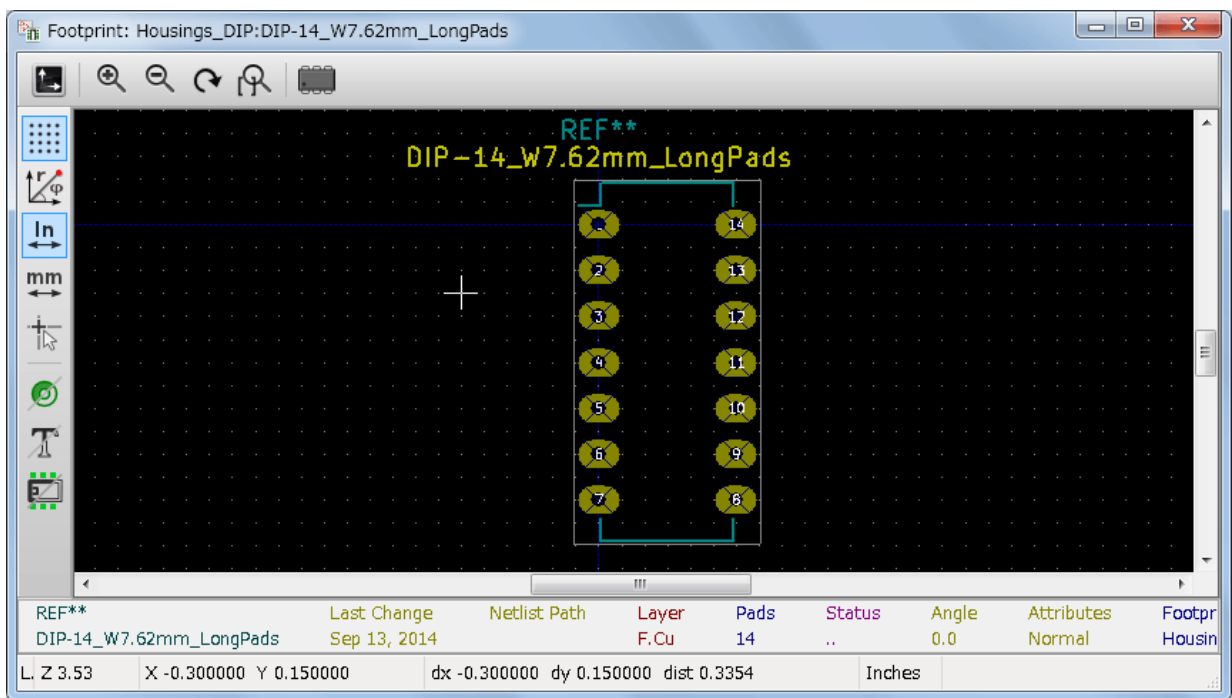 Footprint: Housings_DIP:DIP-14_W7.62mm_LongPads
In
mm
REF**
DIP-14_W7.62mm_LongPads
1 14
2 13
3 12
4 11
5 10
6 9
7 8
REF** Last Change Netlist Path Layer Pads Status Angle Attributes Footpr
DIP-14_W7.62mm_LongPads Sep 13, 2014 F.Cu 14 .. 0.0 Normal Housin
L. Z 3.53 X -0.300000 Y 0.150000 dx -0.300000 dy 0.150000 dist 0.3354 Inches